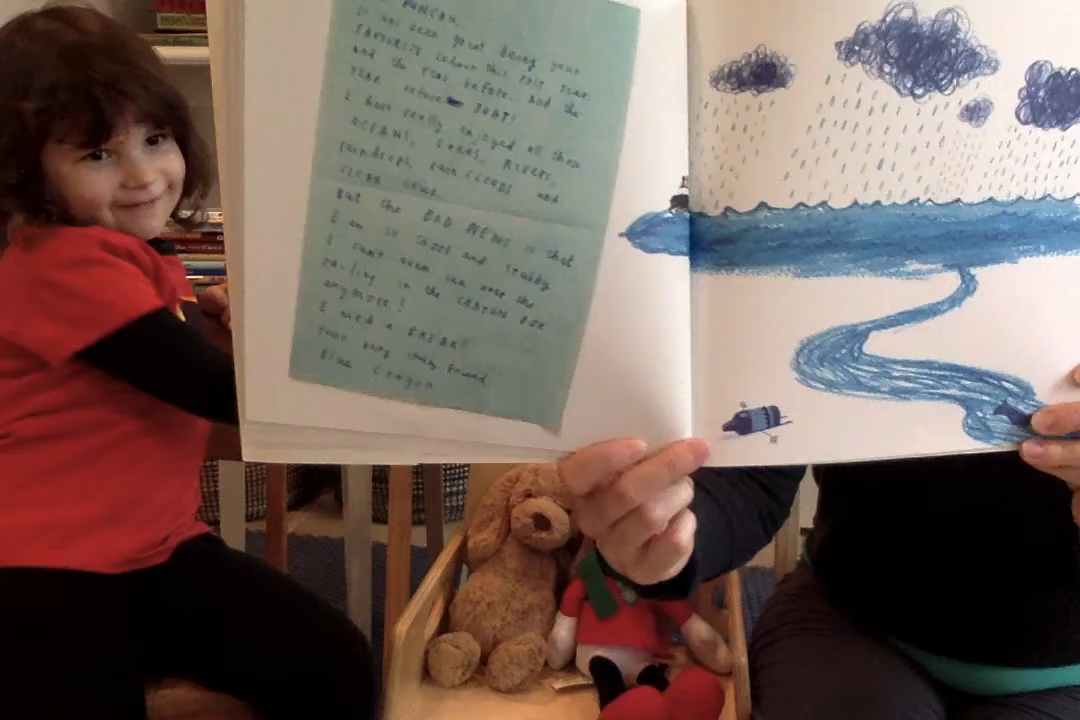 DUNCAN,
It has been great being your
FAVOURITE colour this PAST year.
and the YEAR before. And the
YEAR before THAT!
I have really enjoyed all those
OCEANS, LAKES, RIVERS,
raindrops, rain CLOUDS and
CLEAR skies.
But the BAD NEWS is that
I am so short and stubby
I can't even see over the
railing in the CRAYON BOX
anymore!
I need a BREAK!
Your very stubby friend
Blue Crayon